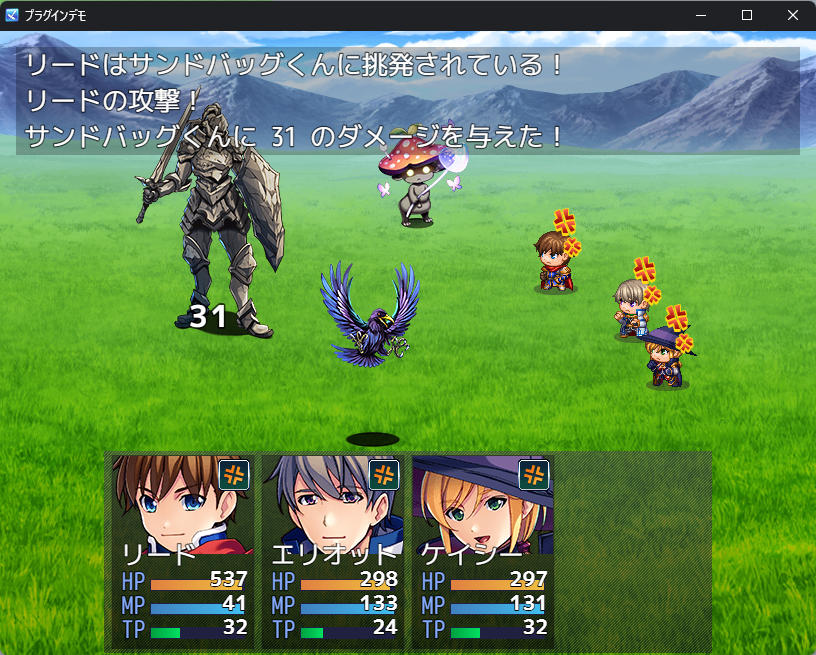 プラグインデモ
リードはサンドバッグくんに挑発されている！
リードの攻撃！
サンドバッグくんに 31 のダメージを与えた！
31
リード エリオット ケイシー
HP 537 HP 298 HP 297
MP 41 MP 133 MP 131
TP 32 TP 24 TP 32